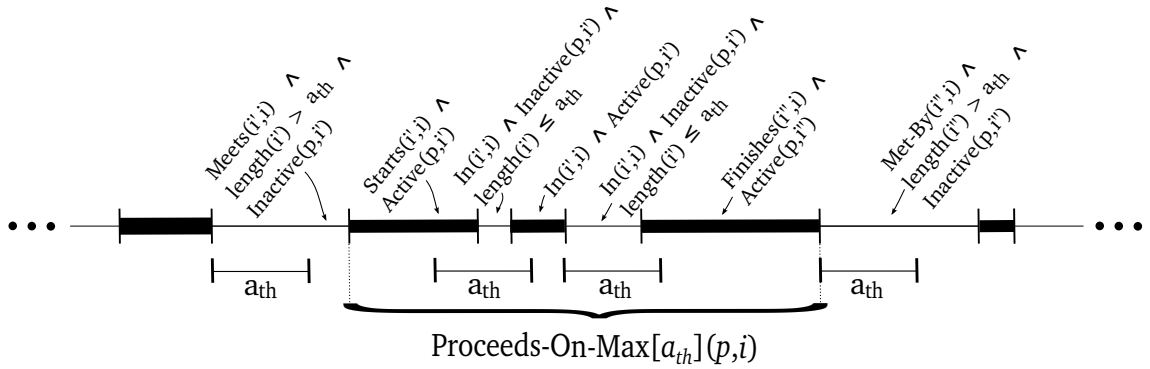 Meets(i',i) ∧
length(i') > a_th ∧
Inactive(p,i')
Starts(i',i) ∧
Active(p,i')
In(i',i) ∧ Inactive(p,i') ∧
length(i') ≤ a_th
In(i',i) ∧ Active(p,i')
In(i',i) ∧ Inactive(p,i') ∧
length(i') ≤ a_th
Finishes(i'',i) ∧
Active(p,i'')
Met-By(i'',i) ∧
length(i'') > a_th ∧
Inactive(p,i'')
a_th
a_th
a_th
a_th
Proceeds-On-Max[a_th](p,i)